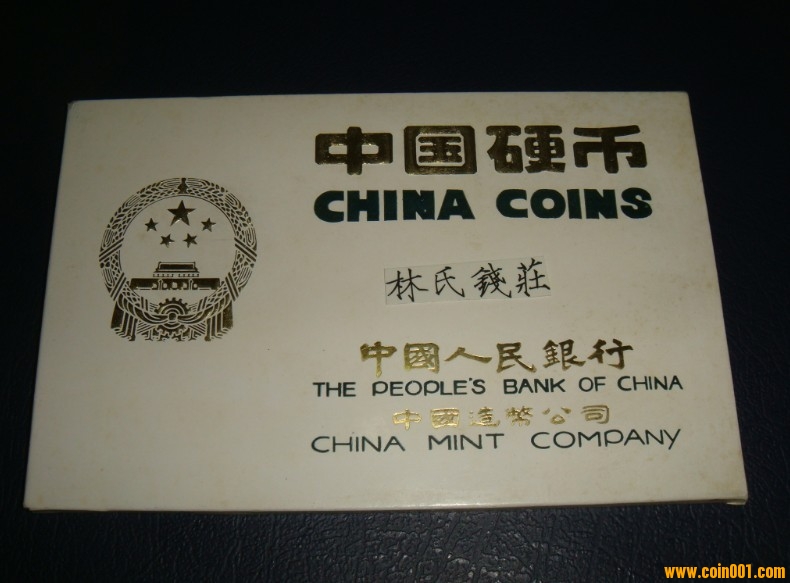 中国硬币
CHINA COINS
林氏錢莊
中國人民銀行
THE PEOPLE'S BANK OF CHINA
中國造幣公司
CHINA MINT COMPANY
www.coin001.com